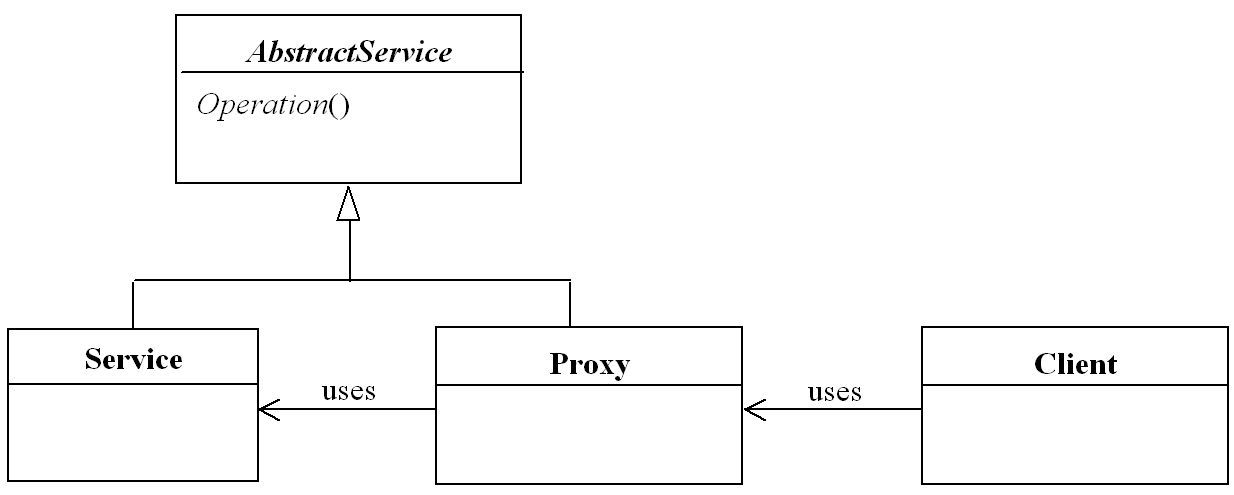 AbstractService
Operation()
Service
uses
Proxy
uses
Client